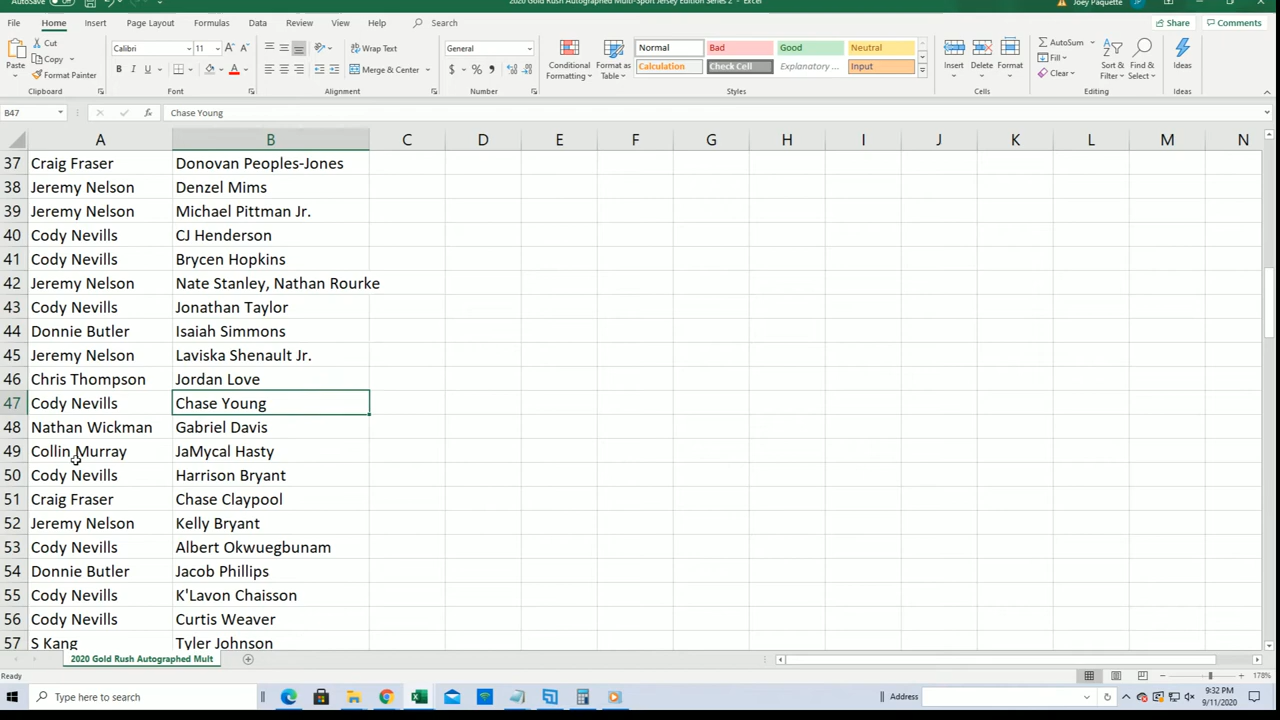 AutoSave Off 2020 Gold Rush Autographed Multi-Sport Jersey Edition Series 2 - Excel Joey Paquette JP
File Home Insert Page Layout Formulas Data Review View Help Search Share Comments
Paste Cut Copy Format Painter Clipboard
Calibri 11 A A B I U A Font
Wrap Text Merge & Center Alignment
General $ % , Number
Conditional Formatting Format as Table
Normal Bad Good Neutral
Calculation Check Cell Explanatory ... Input
Styles
Insert Delete Format Cells
AutoSum Fill Clear Sort & Filter Find & Select Editing
Ideas Ideas
B47 fx Chase Young
A B C D E F G H I J K L M N
37 Craig Fraser Donovan Peoples-Jones
38 Jeremy Nelson Denzel Mims
39 Jeremy Nelson Michael Pittman Jr.
40 Cody Nevills CJ Henderson
41 Cody Nevills Brycen Hopkins
42 Jeremy Nelson Nate Stanley, Nathan Rourke
43 Cody Nevills Jonathan Taylor
44 Donnie Butler Isaiah Simmons
45 Jeremy Nelson Laviska Shenault Jr.
46 Chris Thompson Jordan Love
47 Cody Nevills Chase Young
48 Nathan Wickman Gabriel Davis
49 Collin Murray JaMycal Hasty
50 Cody Nevills Harrison Bryant
51 Craig Fraser Chase Claypool
52 Jeremy Nelson Kelly Bryant
53 Cody Nevills Albert Okwuegbunam
54 Donnie Butler Jacob Phillips
55 Cody Nevills K'Lavon Chaisson
56 Cody Nevills Curtis Weaver
57 S Kang Tyler Johnson
2020 Gold Rush Autographed Mult
Ready 178%
Type here to search Address 9:32 PM
9/11/2020